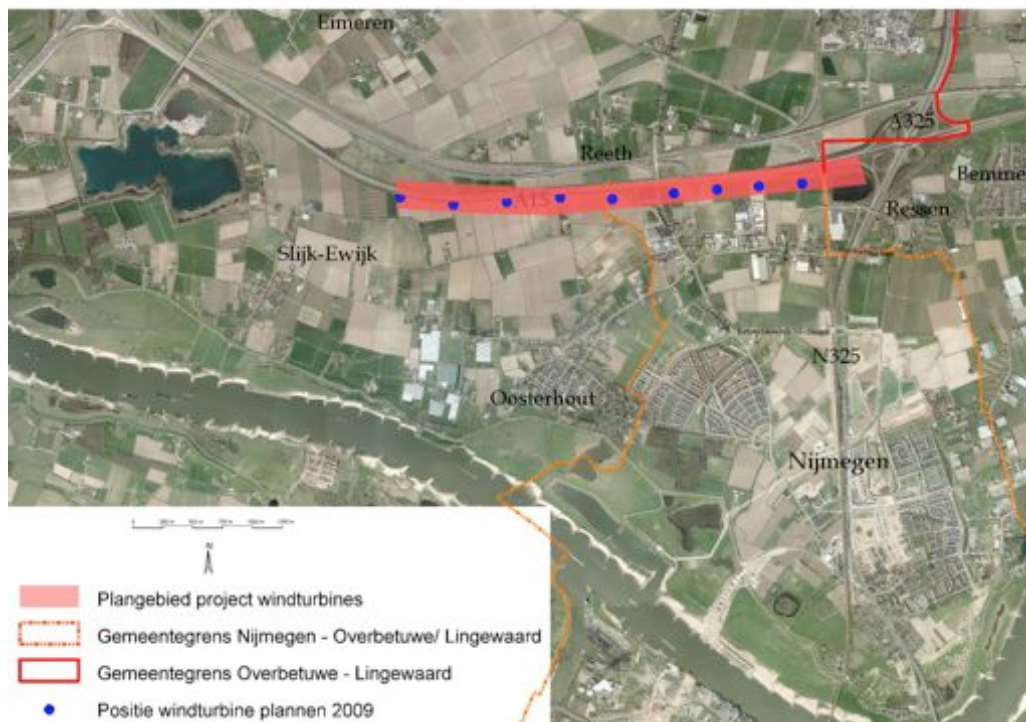 Eimeren
A325
Reeth
Bemmel
A15
Ressen
Slijk-Ewijk
N325
Oosterhout
Nijmegen
N
Plangebied project windturbines
Gemeentegrens Nijmegen - Overbetuwe/ Lingewaard
Gemeentegrens Overbetuwe - Lingewaard
Positie windturbine plannen 2009